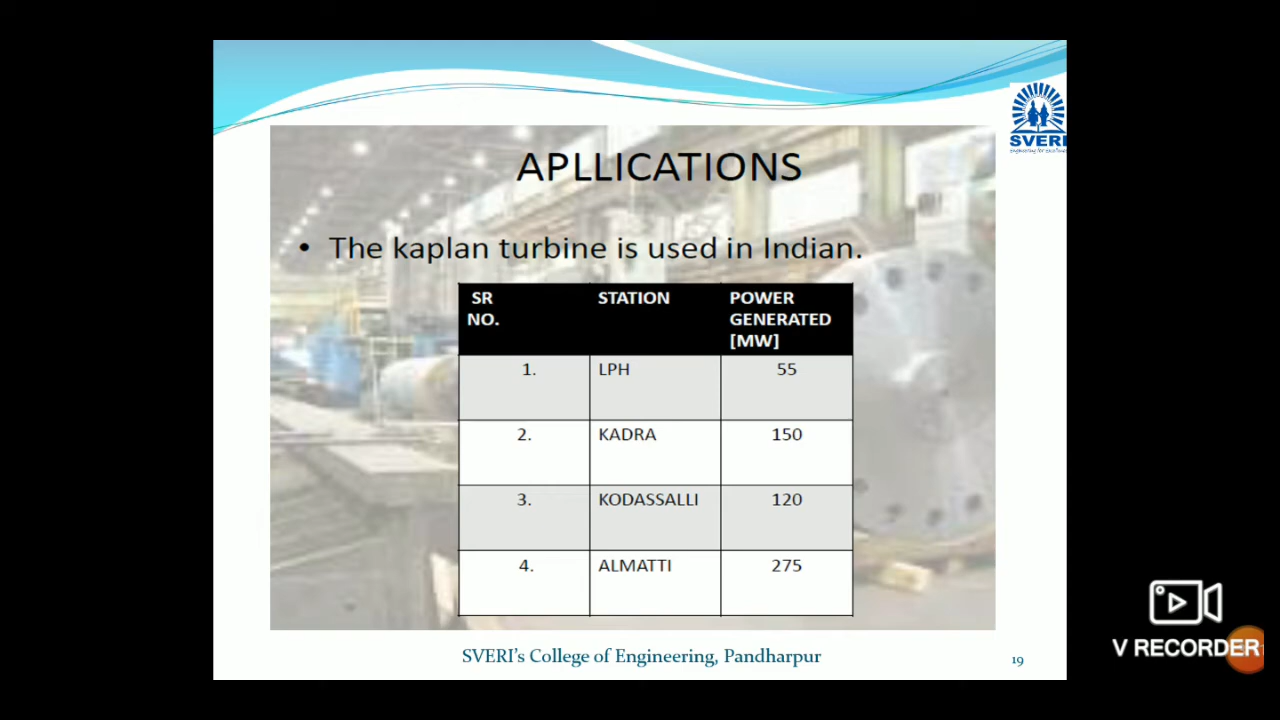 SVERI
APLLICATIONS
• The kaplan turbine is used in Indian.
SR NO. STATION POWER GENERATED [MW]
1. LPH 55
2. KADRA 150
3. KODASSALLI 120
4. ALMATTI 275
SVERI's College of Engineering, Pandharpur 19
V RECORDER